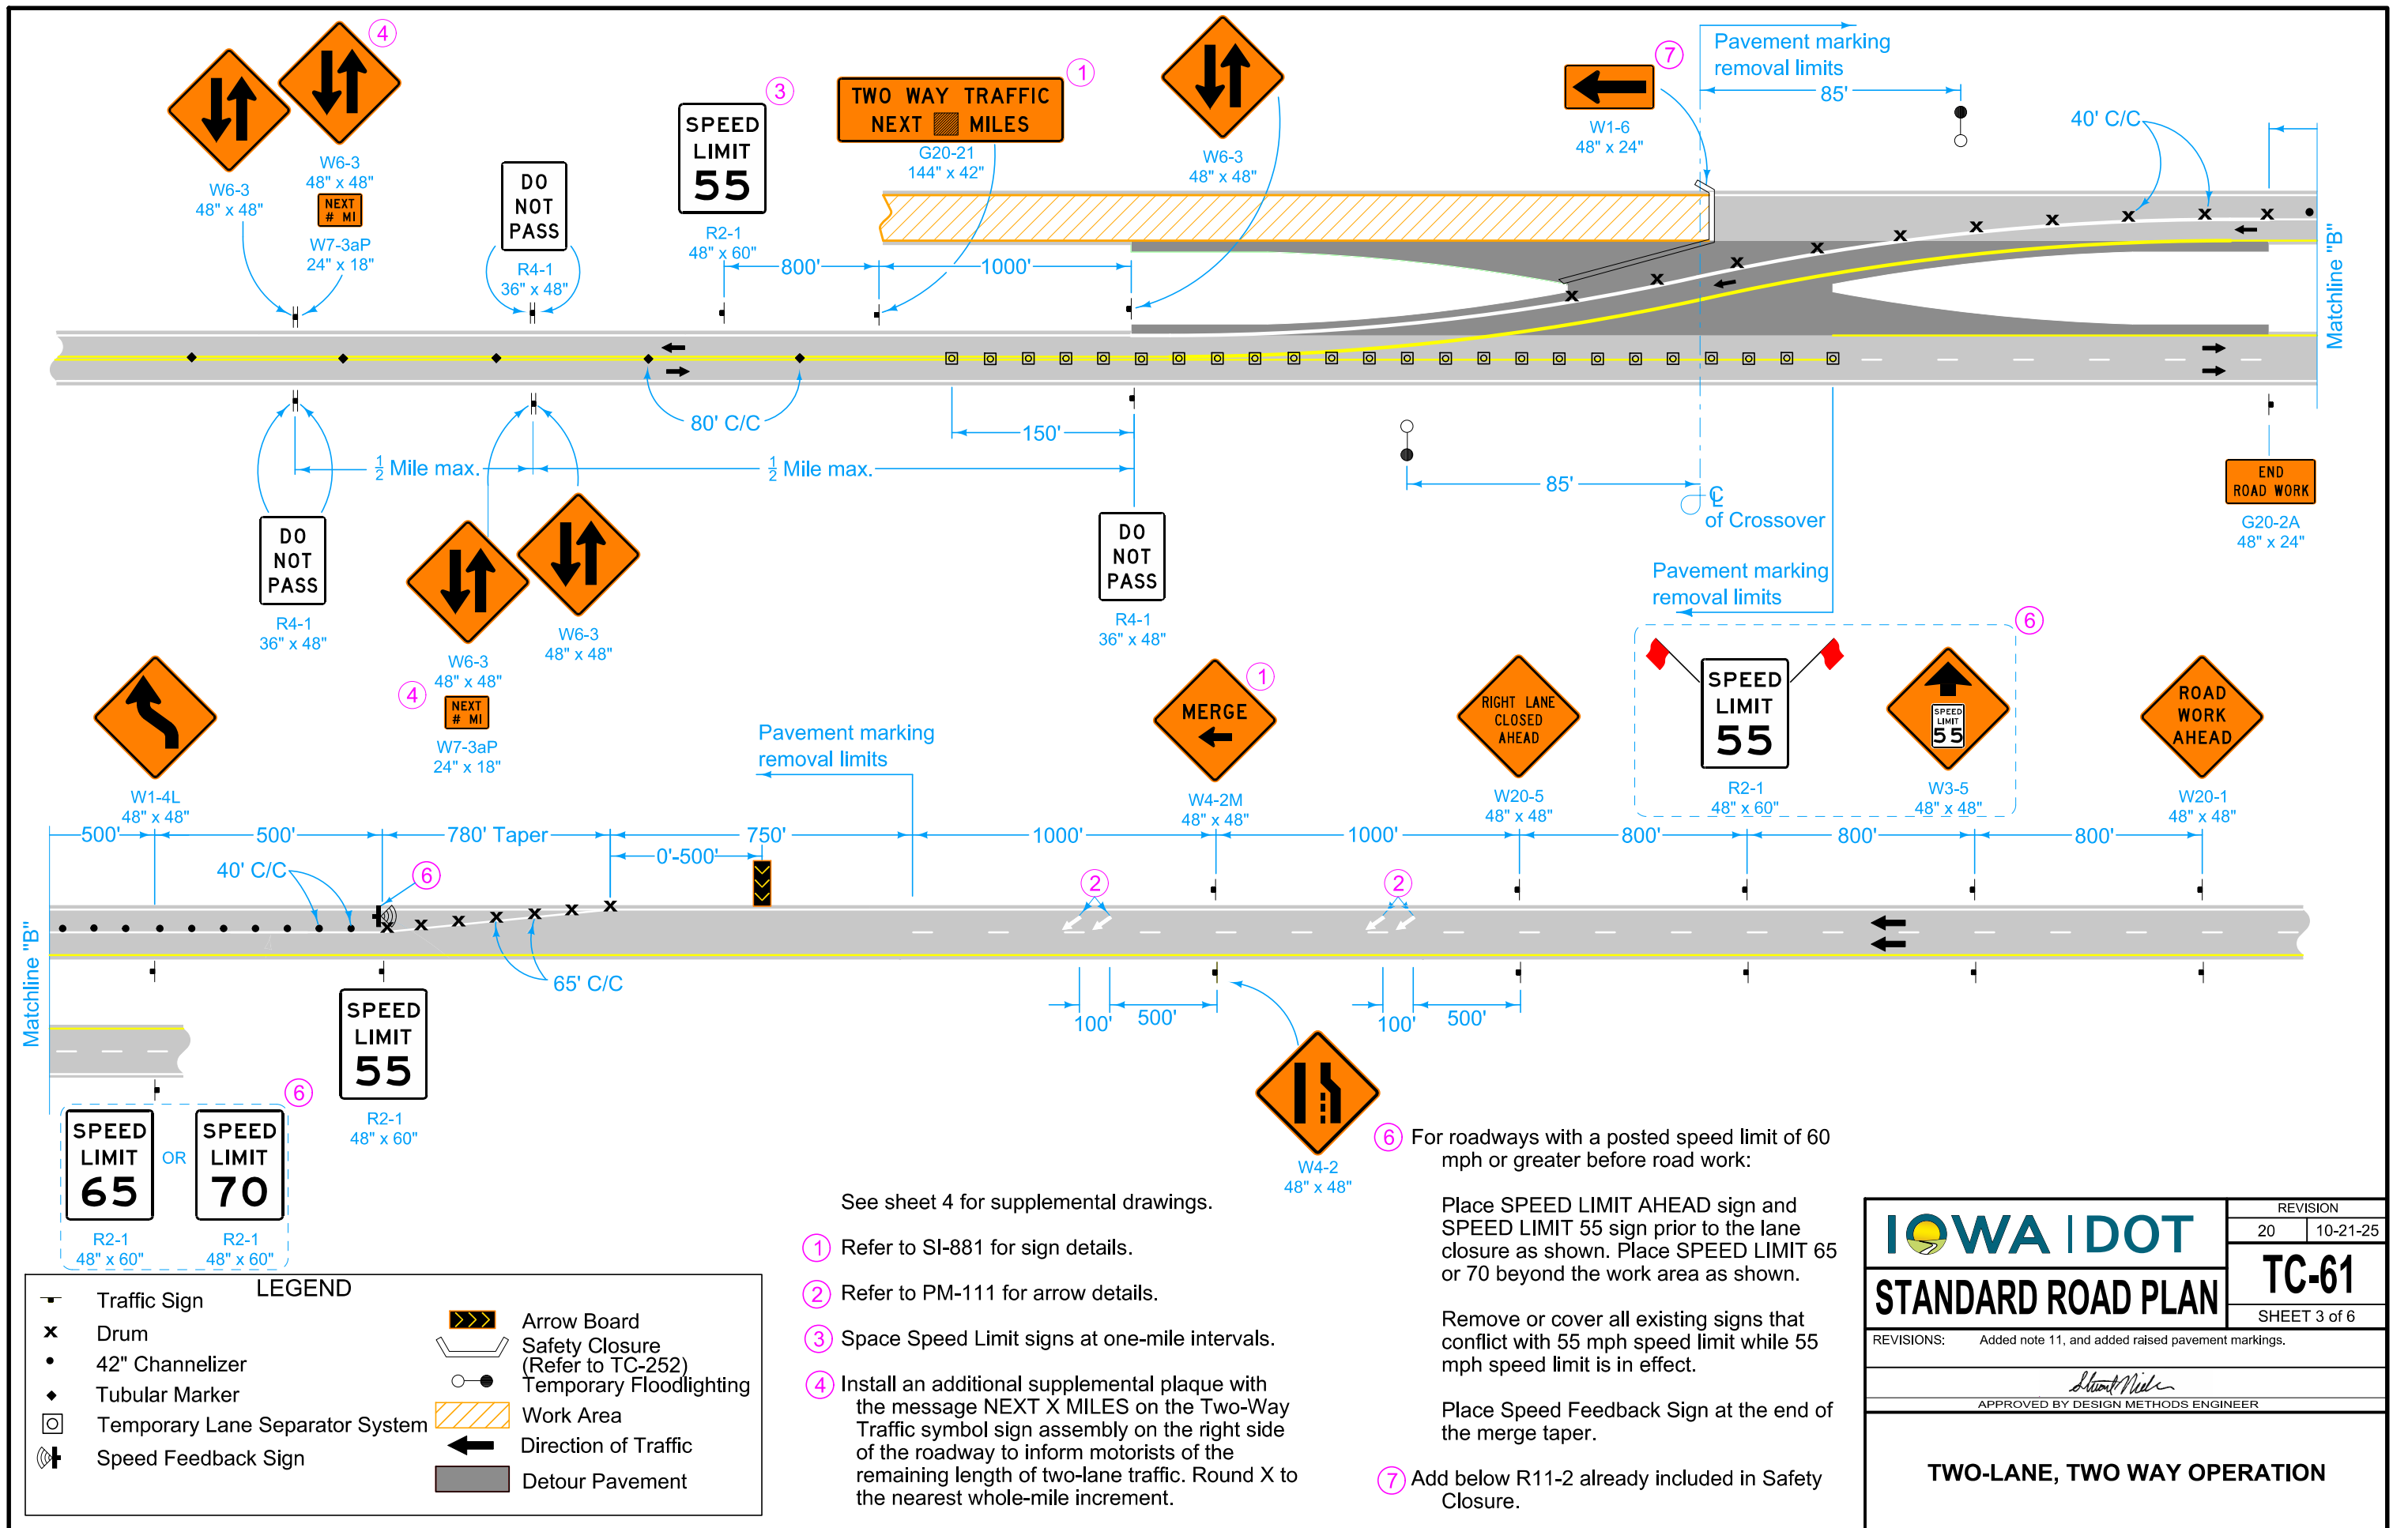 4
W6-3
48" x 48"
W6-3
48" x 48"
NEXT
# MI
W7-3aP
24" x 18"
DO
NOT
PASS
R4-1
36" x 48"
3
SPEED
LIMIT
55
R2-1
48" x 60"
1
TWO WAY TRAFFIC
NEXT MILES
G20-21
144" x 42"
W6-3
48" x 48"
7
W1-6
48" x 24"
Pavement marking
removal limits
85'
40' C/C
800'
1000'
Matchline "B"
80' C/C
150'
1/2 Mile max.
1/2 Mile max.
85'
CL
of Crossover
END
ROAD WORK
G20-2A
48" x 24"
DO
NOT
PASS
R4-1
36" x 48"
W6-3
48" x 48"
4
NEXT
# MI
W7-3aP
24" x 18"
W6-3
48" x 48"
DO
NOT
PASS
R4-1
36" x 48"
Pavement marking
removal limits
W1-4L
48" x 48"
Pavement marking
removal limits
1
MERGE
W4-2M
48" x 48"
RIGHT LANE
CLOSED
AHEAD
W20-5
48" x 48"
6
SPEED
LIMIT
55
R2-1
48" x 60"
SPEED
LIMIT
55
W3-5
48" x 48"
ROAD
WORK
AHEAD
W20-1
48" x 48"
500'
500'
780' Taper
750'
1000'
1000'
800'
800'
800'
0'-500'
40' C/C
6
2
2
Matchline "B"
65' C/C
100'
500'
100'
500'
SPEED
LIMIT
55
R2-1
48" x 60"
W4-2
48" x 48"
6
SPEED
LIMIT
65
OR
SPEED
LIMIT
70
R2-1
48" x 60"
R2-1
48" x 60"
LEGEND
Traffic Sign
Drum
42" Channelizer
Tubular Marker
Temporary Lane Separator System
Speed Feedback Sign
Arrow Board
Safety Closure
(Refer to TC-252)
Temporary Floodlighting
Work Area
Direction of Traffic
Detour Pavement
See sheet 4 for supplemental drawings.
1 Refer to SI-881 for sign details.
2 Refer to PM-111 for arrow details.
3 Space Speed Limit signs at one-mile intervals.
4 Install an additional supplemental plaque with
the message NEXT X MILES on the Two-Way
Traffic symbol sign assembly on the right side
of the roadway to inform motorists of the
remaining length of two-lane traffic. Round X to
the nearest whole-mile increment.
6 For roadways with a posted speed limit of 60
mph or greater before road work:
Place SPEED LIMIT AHEAD sign and
SPEED LIMIT 55 sign prior to the lane
closure as shown. Place SPEED LIMIT 65
or 70 beyond the work area as shown.
Remove or cover all existing signs that
conflict with 55 mph speed limit while 55
mph speed limit is in effect.
Place Speed Feedback Sign at the end of
the merge taper.
7 Add below R11-2 already included in Safety
Closure.
IOWA | DOT
STANDARD ROAD PLAN
REVISION
20 10-21-25
TC-61
SHEET 3 of 6
REVISIONS: Added note 11, and added raised pavement markings.
APPROVED BY DESIGN METHODS ENGINEER
TWO-LANE, TWO WAY OPERATION